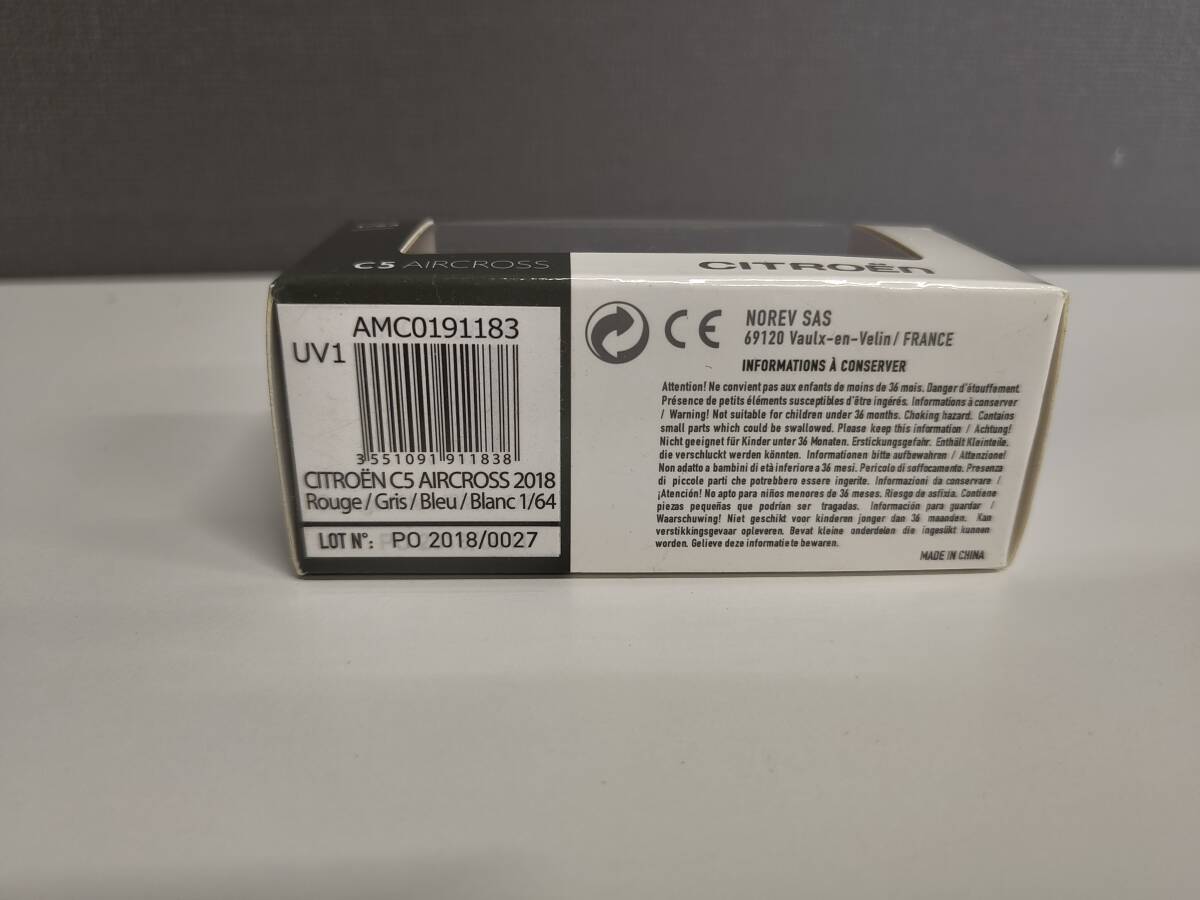 C5 AIRCROSS
CITROËN
AMC0191183
UV1
3 551091 911838
CITROËN C5 AIRCROSS 2018
Rouge / Gris / Bleu / Blanc 1/64
LOT N°: PO 2018/0027
CE
NOREV SAS
69120 Vaulx-en-Velin / FRANCE
INFORMATIONS À CONSERVER
Attention! Ne convient pas aux enfants de moins de 36 mois. Danger d'étouffement.
Présence de petits éléments susceptibles d'être ingérés. Informations à conserver
/ Warning! Not suitable for children under 36 months. Choking hazard. Contains
small parts which could be swallowed. Please keep this information / Achtung!
Nicht geeignet für Kinder unter 36 Monaten. Erstickungsgefahr. Enthält Kleinteile,
die verschluckt werden könnten. Informationen bitte aufbewahren / Attenzione!
Non adatto a bambini di età inferiore a 36 mesi. Pericolo di soffocamento. Presenza
di piccole parti che potrebbero essere ingerite. Informazioni da conservare /
¡Atención! No apto para niños menores de 36 meses. Riesgo de asfixia. Contiene
piezas pequeñas que podrían ser tragadas. Información para guardar /
Waarschuwing! Niet geschikt voor kinderen jonger dan 36 maanden. Kan
verstikkingsgevaar opleveren. Bevat kleine onderdelen die ingeslikt kunnen
worden. Gelieve deze informatie te bewaren.
MADE IN CHINA